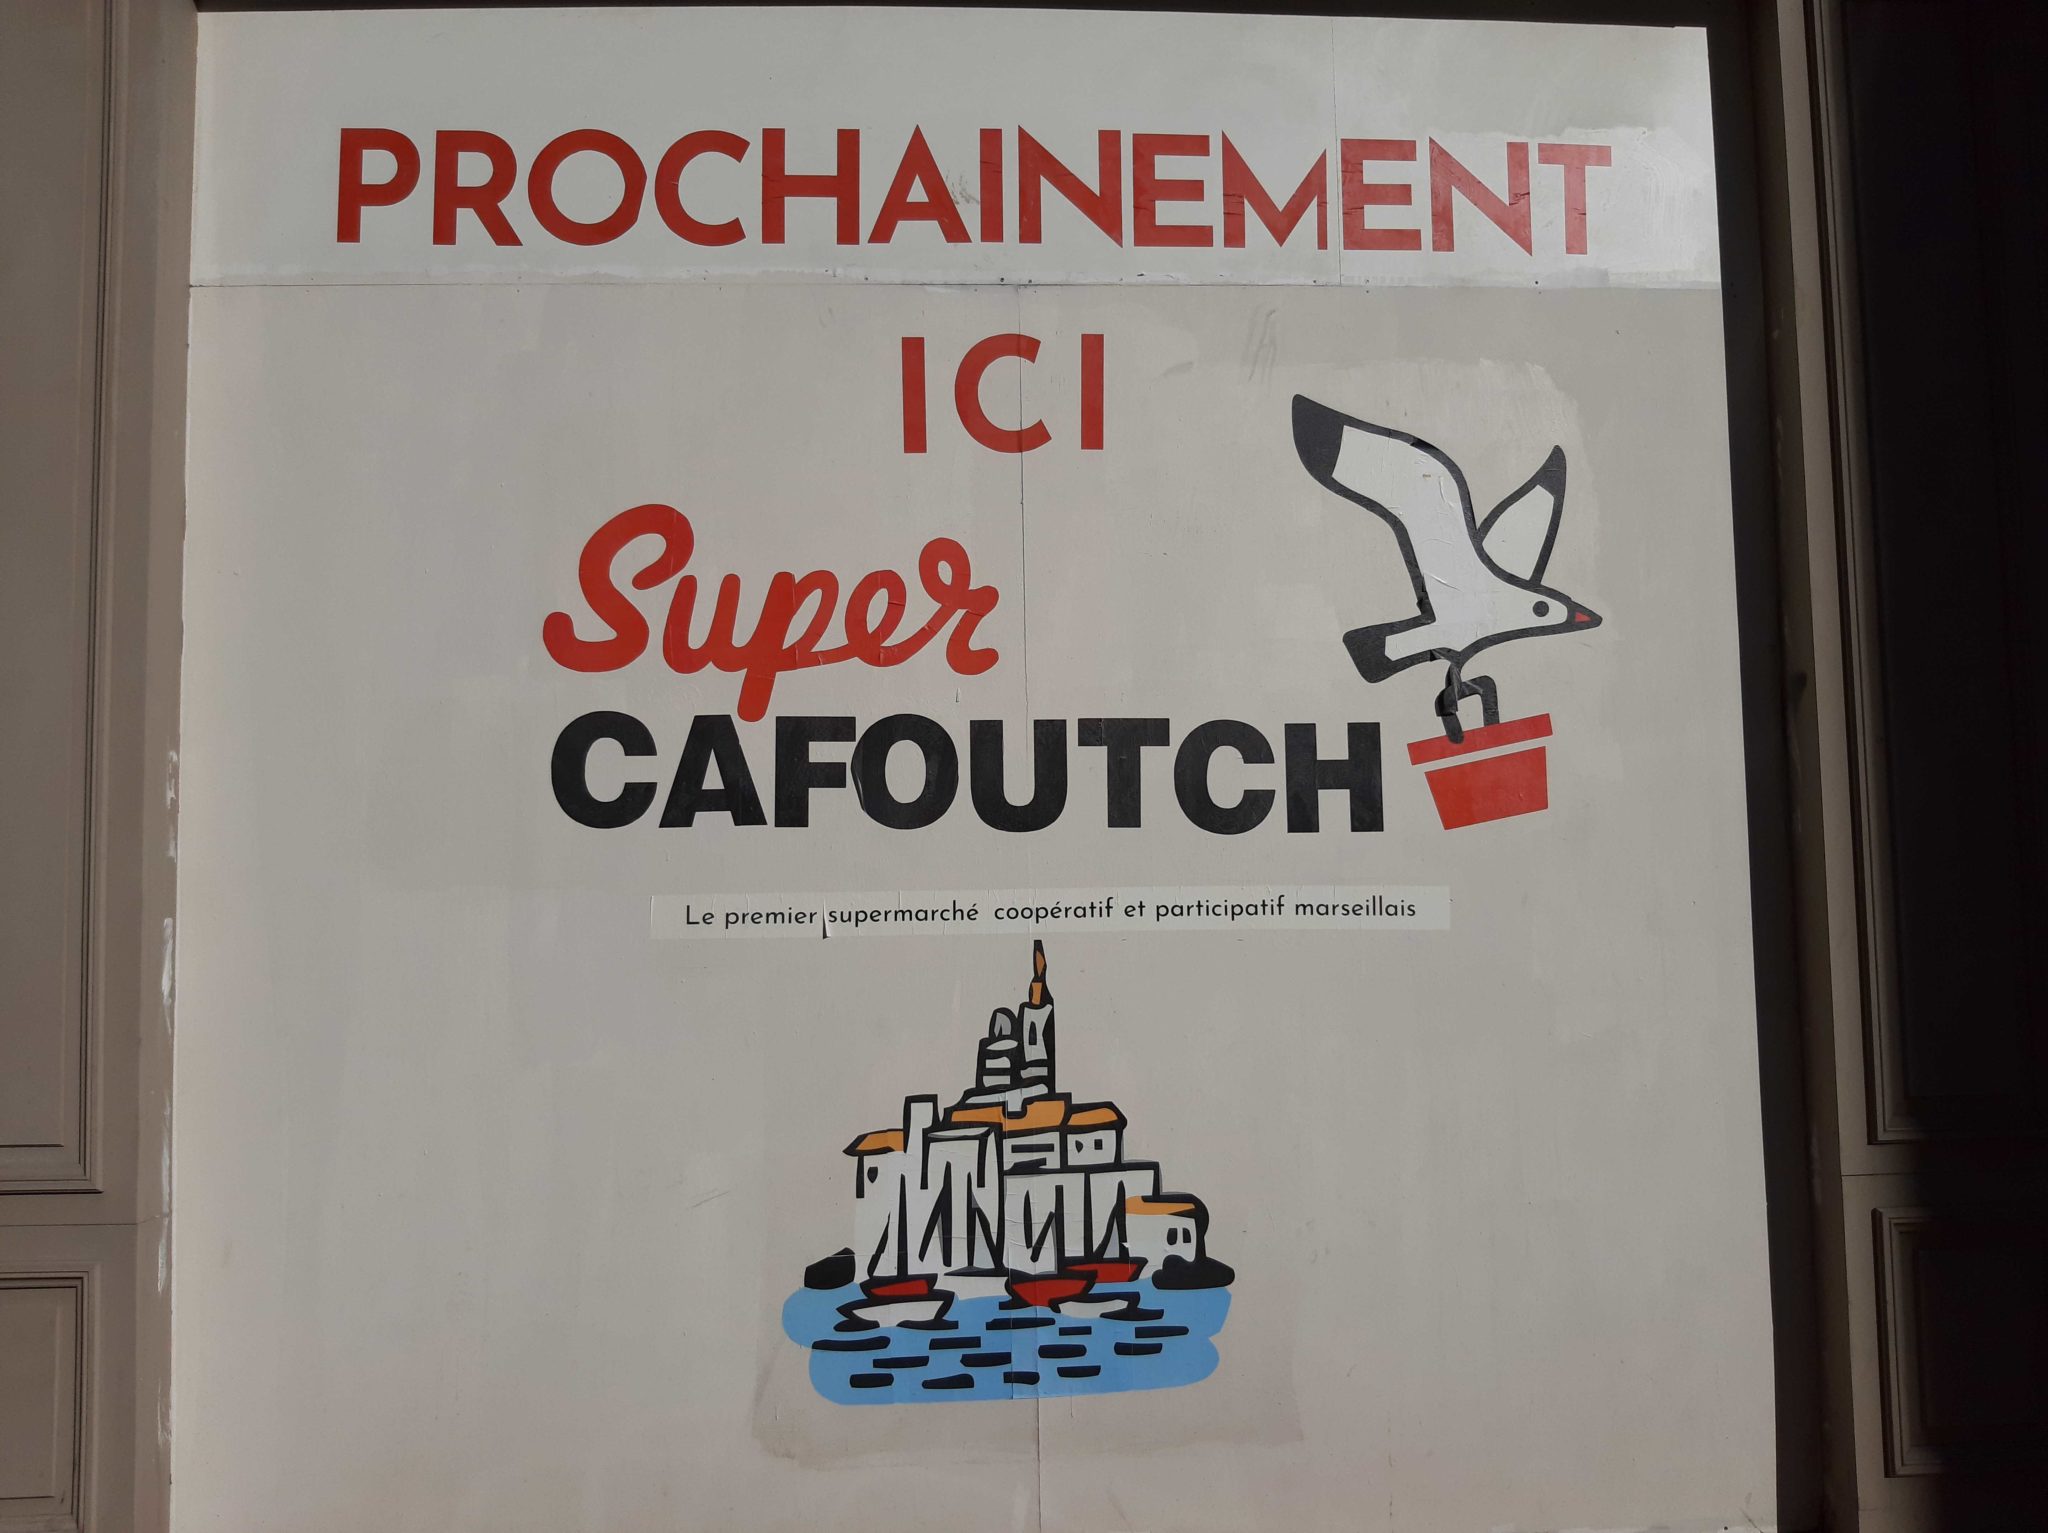 PROCHAINEMENT
ICI
Super
CAFOUTCH
Le premier supermarché coopératif et participatif marseillais